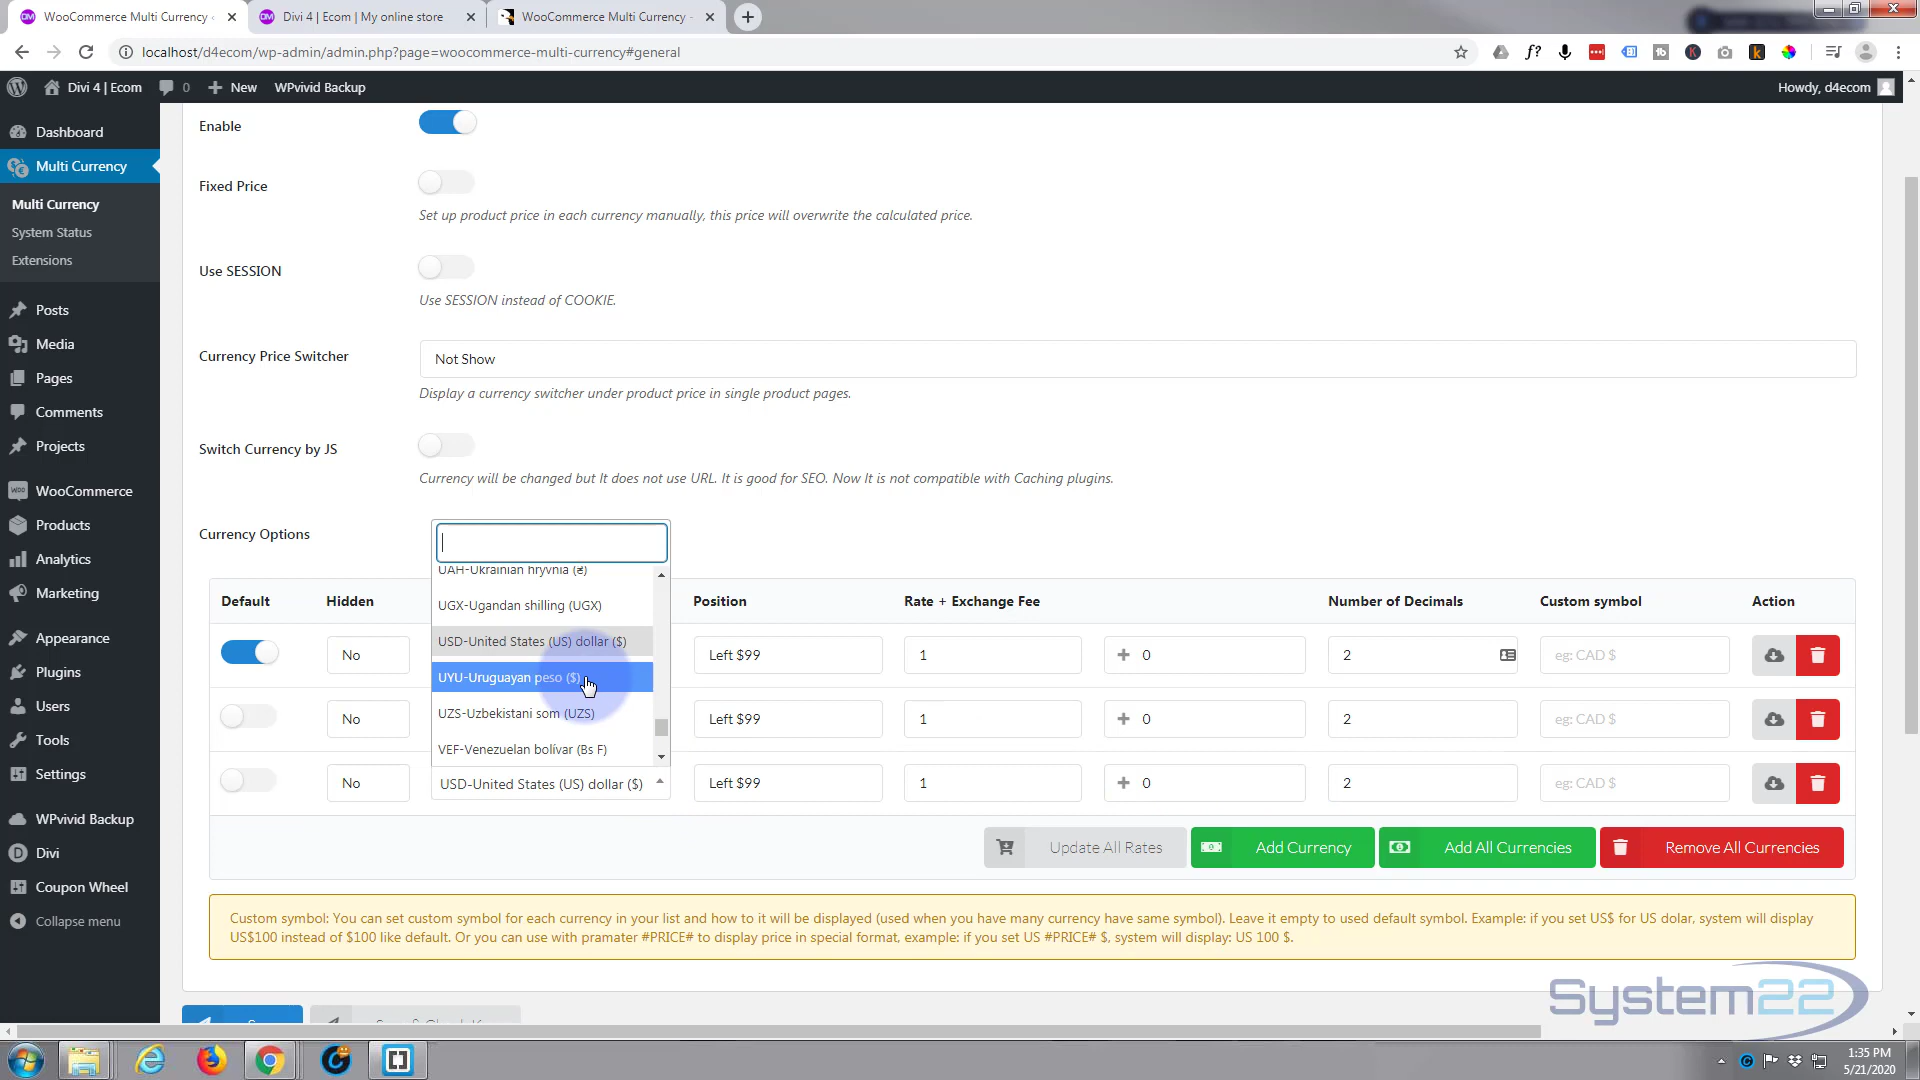 WooCommerce Multi Currency
Divi 4 | Ecom | My online store
WooCommerce Multi Currency -
localhost/d4ecom/wp-admin/admin.php?page=woocommerce-multi-currency#general
Divi 4 | Ecom
0
New
WPvivid Backup
Howdy, d4ecom
Dashboard
Multi Currency
Multi Currency
System Status
Extensions
Posts
Media
Pages
Comments
Projects
WooCommerce
Products
Analytics
Marketing
Appearance
Plugins
Users
Tools
Settings
WPvivid Backup
Divi
Coupon Wheel
Collapse menu
Enable
Fixed Price
Set up product price in each currency manually, this price will overwrite the calculated price.
Use SESSION
Use SESSION instead of COOKIE.
Currency Price Switcher
Not Show
Display a currency switcher under product price in single product pages.
Switch Currency by JS
Currency will be changed but It does not use URL. It is good for SEO. Now It is not compatible with Caching plugins.
Currency Options
UAH-Ukrainian hryvnia (₴)
UGX-Ugandan shilling (UGX)
USD-United States (US) dollar ($)
UYU-Uruguayan peso ($)
UZS-Uzbekistani som (UZS)
VEF-Venezuelan bolívar (Bs F)
Default Hidden Position Rate + Exchange Fee Number of Decimals Custom symbol Action
No Left $99 1 + 0 2 eg: CAD $
No Left $99 1 + 0 2 eg: CAD $
No USD-United States (US) dollar ($) Left $99 1 + 0 2 eg: CAD $
Update All Rates Add Currency Add All Currencies Remove All Currencies
Custom symbol: You can set custom symbol for each currency in your list and how to it will be displayed (used when you have many currency have same symbol). Leave it empty to used default symbol. Example: if you set US$ for US dolar, system will display
US$100 instead of $100 like default. Or you can use with pramater #PRICE# to display price in special format, example: if you set US #PRICE# $, system will display: US 100 $.
System22
1:35 PM
5/21/2020